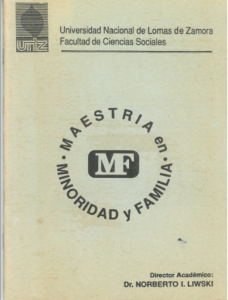 unlz
Universidad Nacional de Lomas de Zamora
Facultad de Ciencias Sociales
• MAESTRIA en •
MF
MINORIDAD y FAMILIA
Director Académico:
Dr. NORBERTO I. LIWSKI